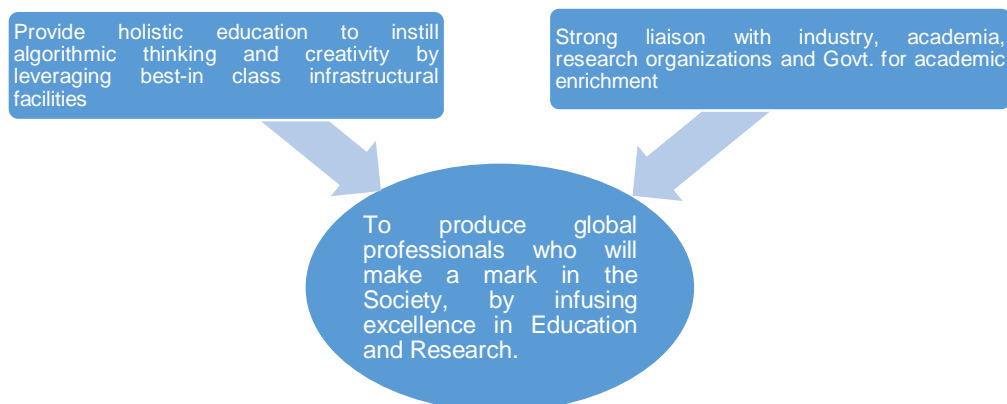 Provide holistic education to instill
algorithmic thinking and creativity by
leveraging best-in class infrastructural
facilities
Strong liaison with industry, academia,
research organizations and Govt. for academic
enrichment
To produce global
professionals who will
make a mark in the
Society, by infusing
excellence in Education
and Research.